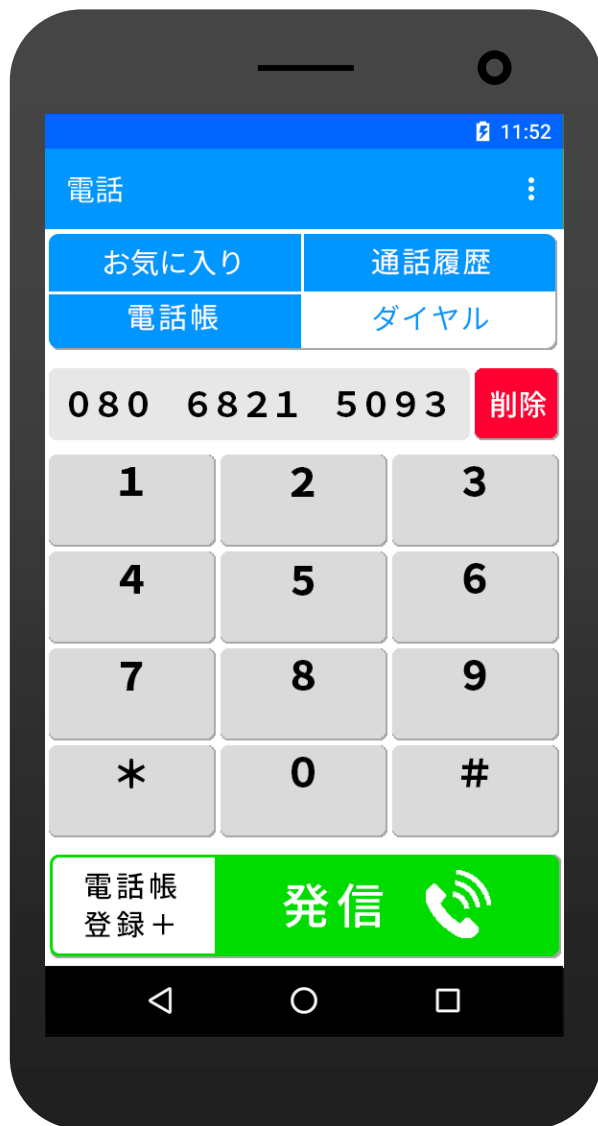 11:52
電話
お気に入り 通話履歴
電話帳 ダイヤル
080 6821 5093 削除
1 2 3
4 5 6
7 8 9
* 0 #
電話帳
登録+
発信